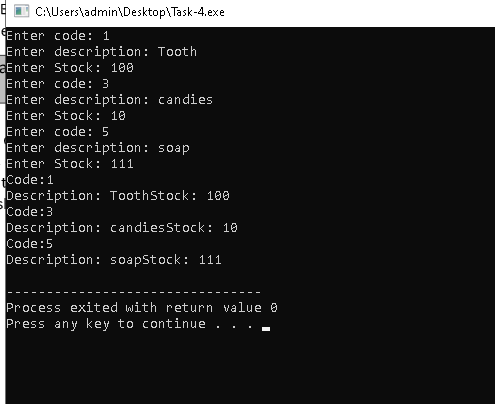 C:\Users\admin\Desktop\Task-4.exe
Enter code: 1
Enter description: Tooth
Enter Stock: 100
Enter code: 3
Enter description: candies
Enter Stock: 10
Enter code: 5
Enter description: soap
Enter Stock: 111
Code:1
Description: ToothStock: 100
Code:3
Description: candiesStock: 10
Code:5
Description: soapStock: 111
--------------------------------
Process exited with return value 0
Press any key to continue . . .